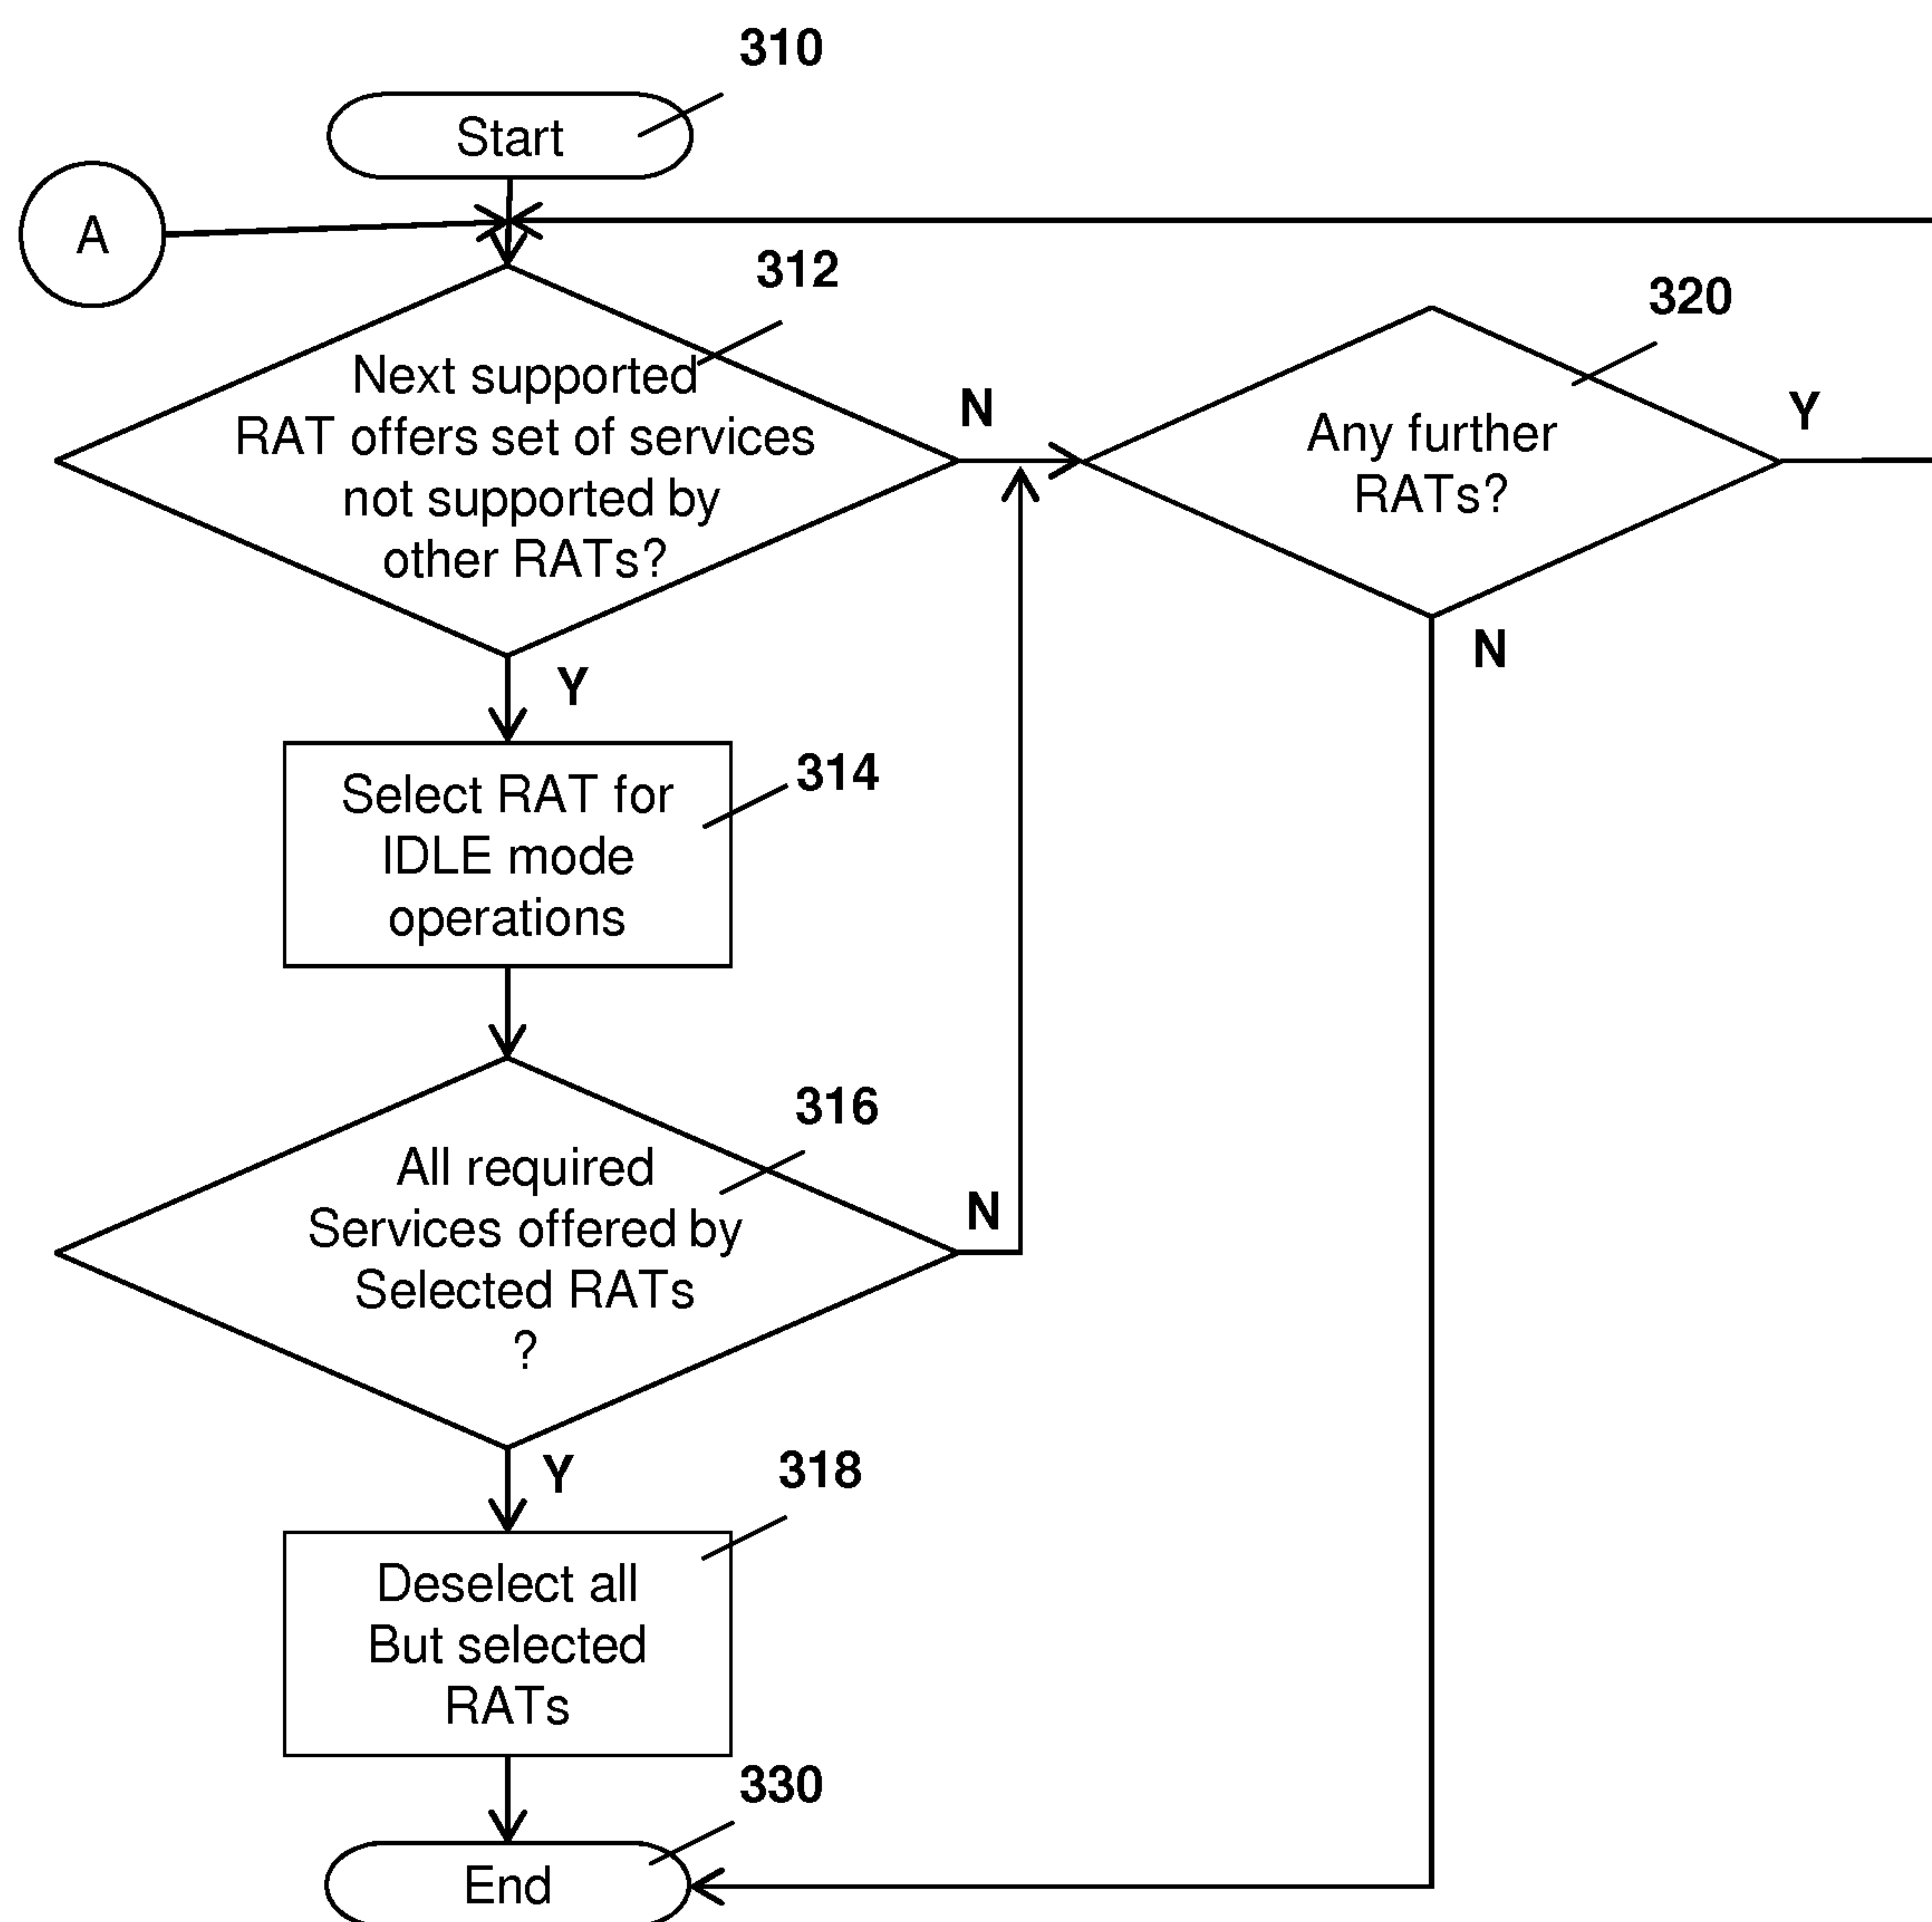 310
Start
A
312
Next supported
RAT offers set of services
not supported by
other RATs?
N
320
Any further
RATs?
Y
N
Y
314
Select RAT for
IDLE mode
operations
316
All required
Services offered by
Selected RATs
?
N
Y
318
Deselect all
But selected
RATs
330
End